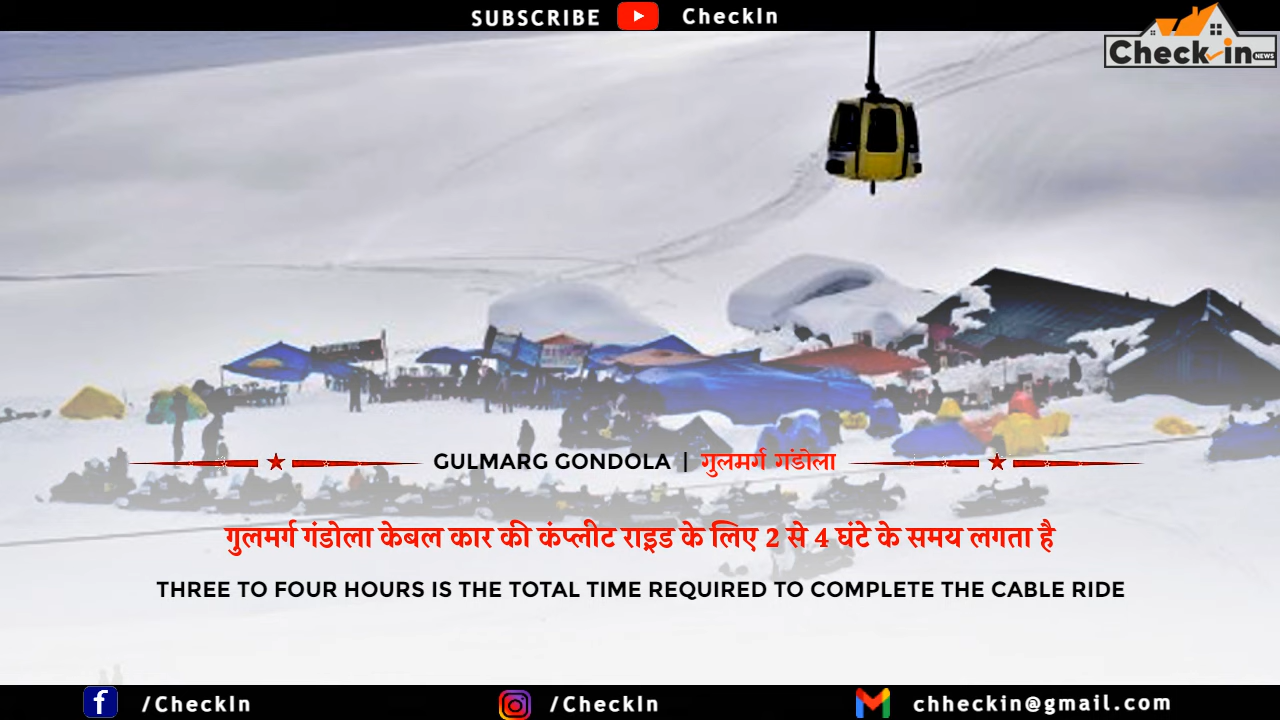 SUBSCRIBE CheckIn
Check in NEWS
GULMARG GONDOLA | गुलमर्ग गंडोला
गुलमर्ग गंडोला केबल कार की कंप्लीट राइड के लिए 2 से 4 घंटे के समय लगता है
THREE TO FOUR HOURS IS THE TOTAL TIME REQUIRED TO COMPLETE THE CABLE RIDE
/CheckIn /CheckIn chheckin@gmail.com